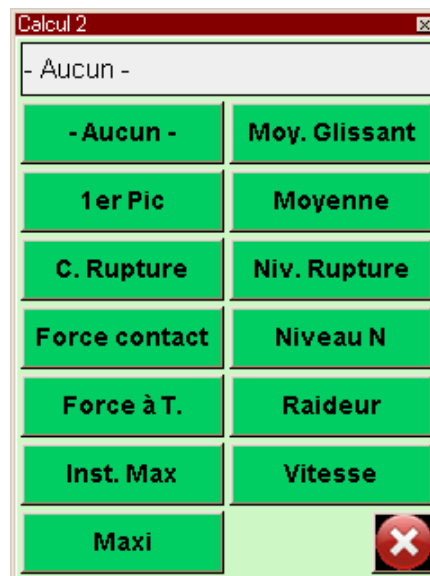 Calcul 2
- Aucun -
- Aucun - Moy. Glissant
1er Pic Moyenne
C. Rupture Niv. Rupture
Force contact Niveau N
Force à T. Raideur
Inst. Max Vitesse
Maxi